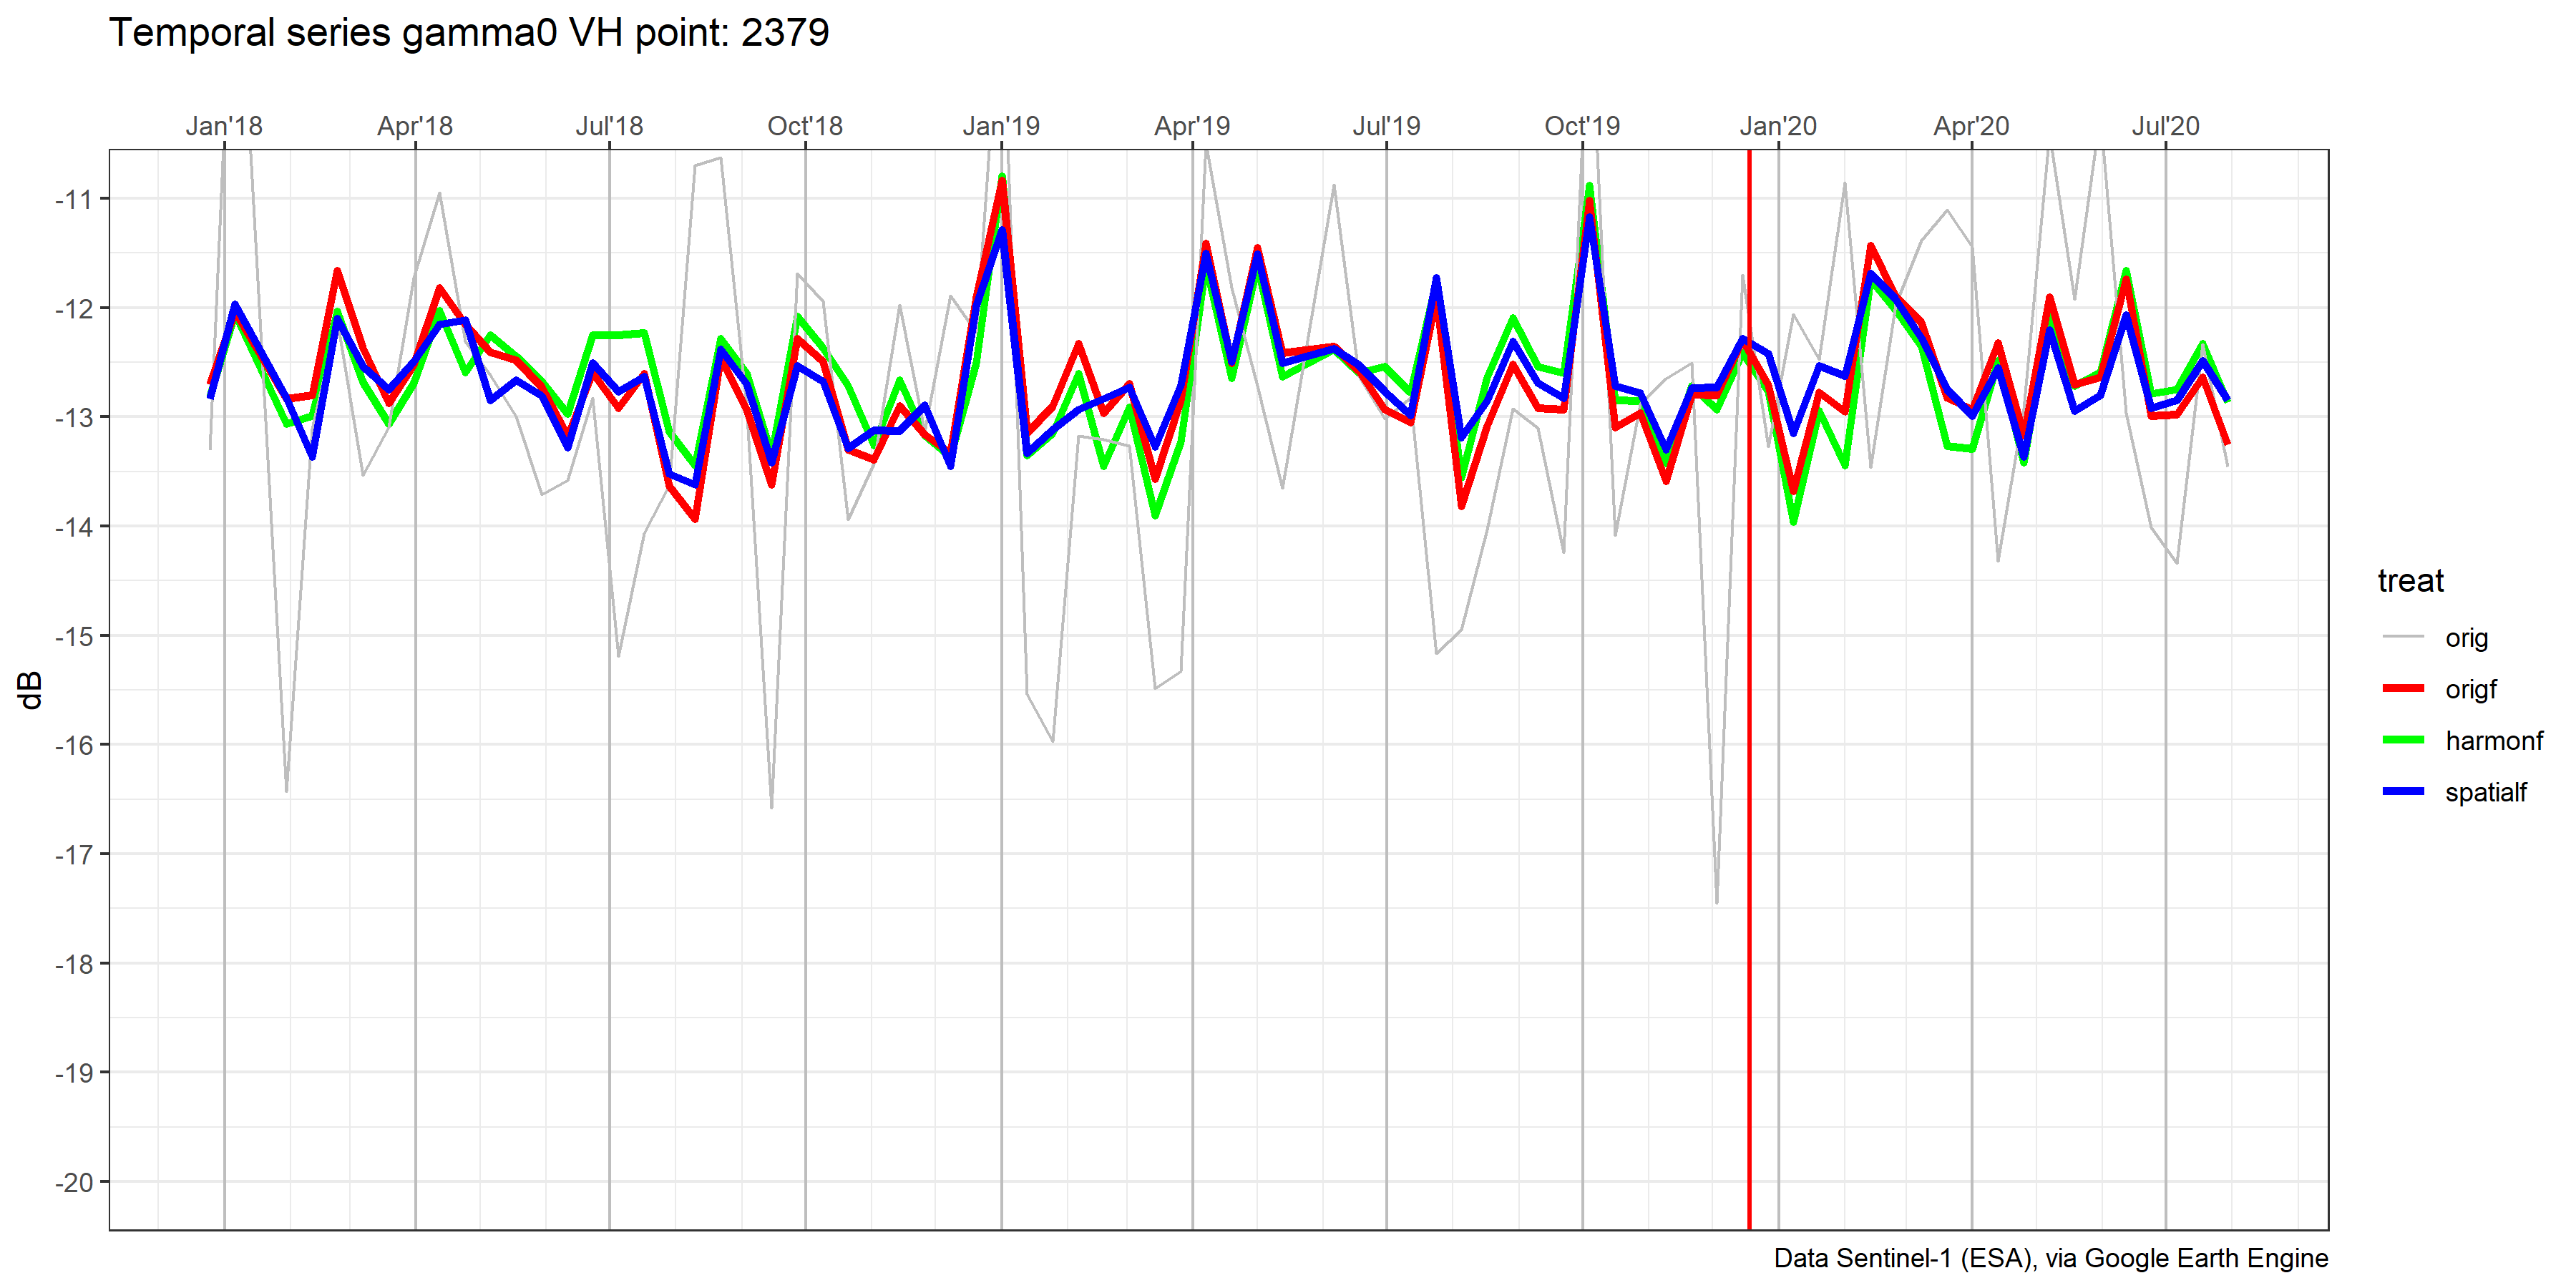 Temporal series gamma0 VH point: 2379
Jan'18 Apr'18 Jul'18 Oct'18 Jan'19 Apr'19 Jul'19 Oct'19 Jan'20 Apr'20 Jul'20
-11
-12
-13
-14
-15
-16
-17
-18
-19
-20
dB
treat
orig
origf
harmonf
spatialf
Data Sentinel-1 (ESA), via Google Earth Engine